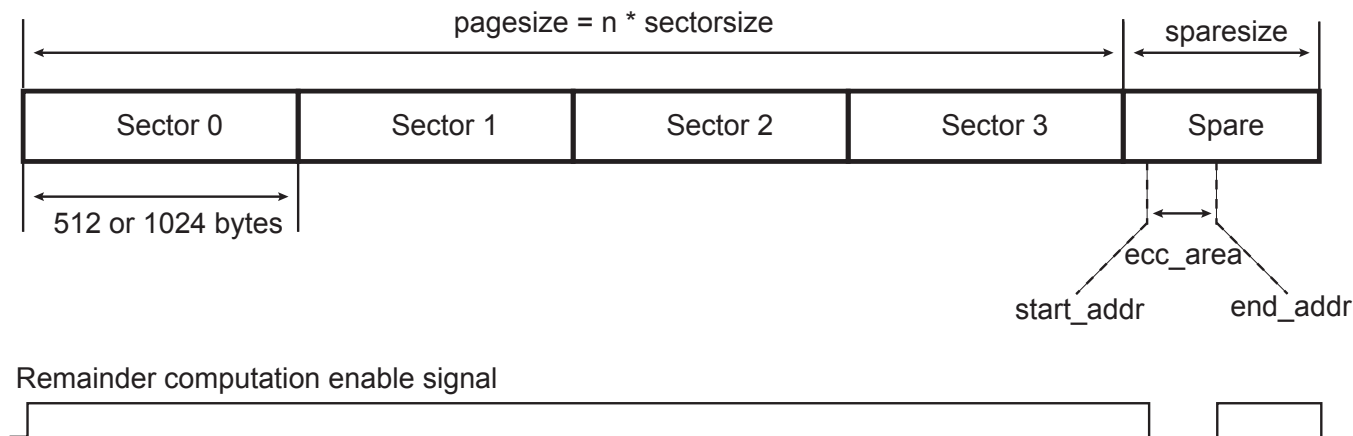 pagesize = n * sectorsize
sparesize
Sector 0
Sector 1
Sector 2
Sector 3
Spare
512 or 1024 bytes
ecc_area
start_addr
end_addr
Remainder computation enable signal